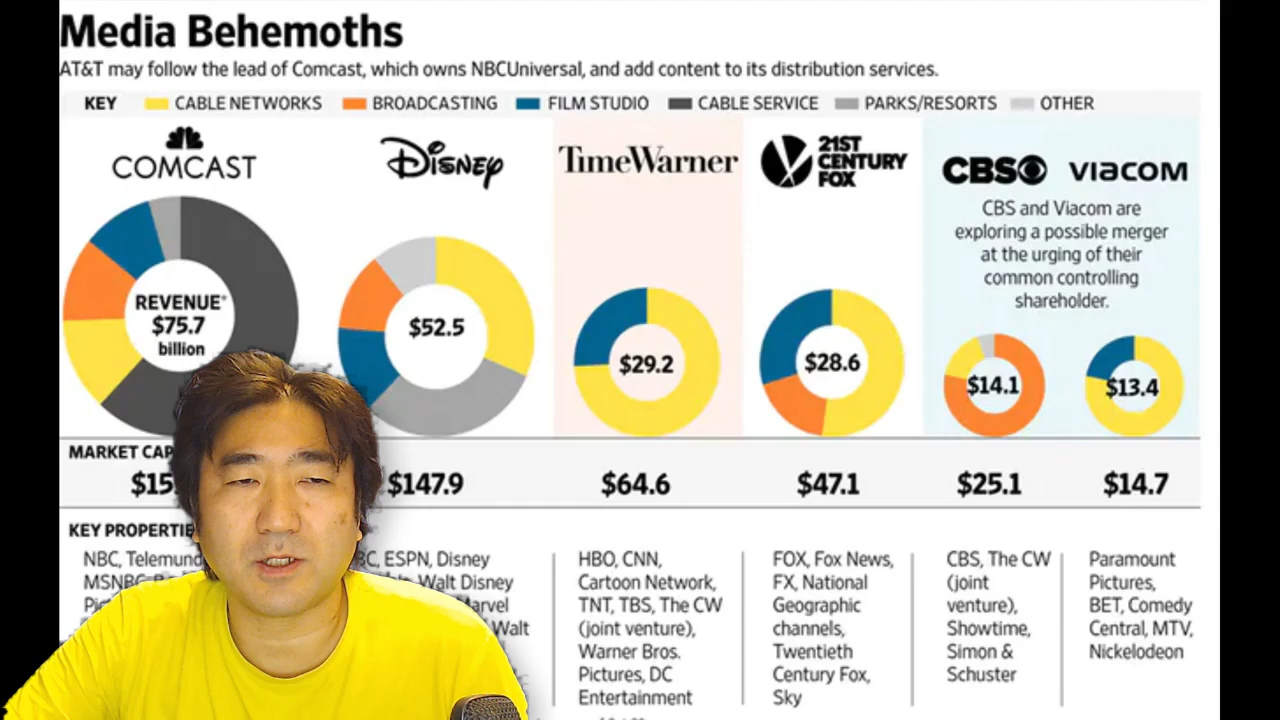 Media Behemoths
AT&T may follow the lead of Comcast, which owns NBCUniversal, and add content to its distribution services.
KEY CABLE NETWORKS BROADCASTING FILM STUDIO CABLE SERVICE PARKS/RESORTS OTHER
COMCAST
REVENUE*
$75.7
billion
Disney
$52.5
TimeWarner
$29.2
21ST
CENTURY
FOX
$28.6
CBS VIACOM
CBS and Viacom are
exploring a possible merger
at the urging of their
common controlling
shareholder.
$14.1
$13.4
MARKET CAP
$147.9 $64.6 $47.1 $25.1 $14.7
KEY
NBC,
ESPN, Disney
Walt Disney
Walt
HBO, CNN,
Cartoon Network,
TNT, TBS, The CW
(joint venture),
Warner Bros.
Pictures, DC
Entertainment
FOX, Fox News,
FX, National
Geographic
channels,
Twentieth
Century Fox,
Sky
CBS, The CW
(joint
venture),
Showtime,
Simon &
Schuster
Paramount
Pictures,
BET, Comedy
Central, MTV,
Nickelodeon